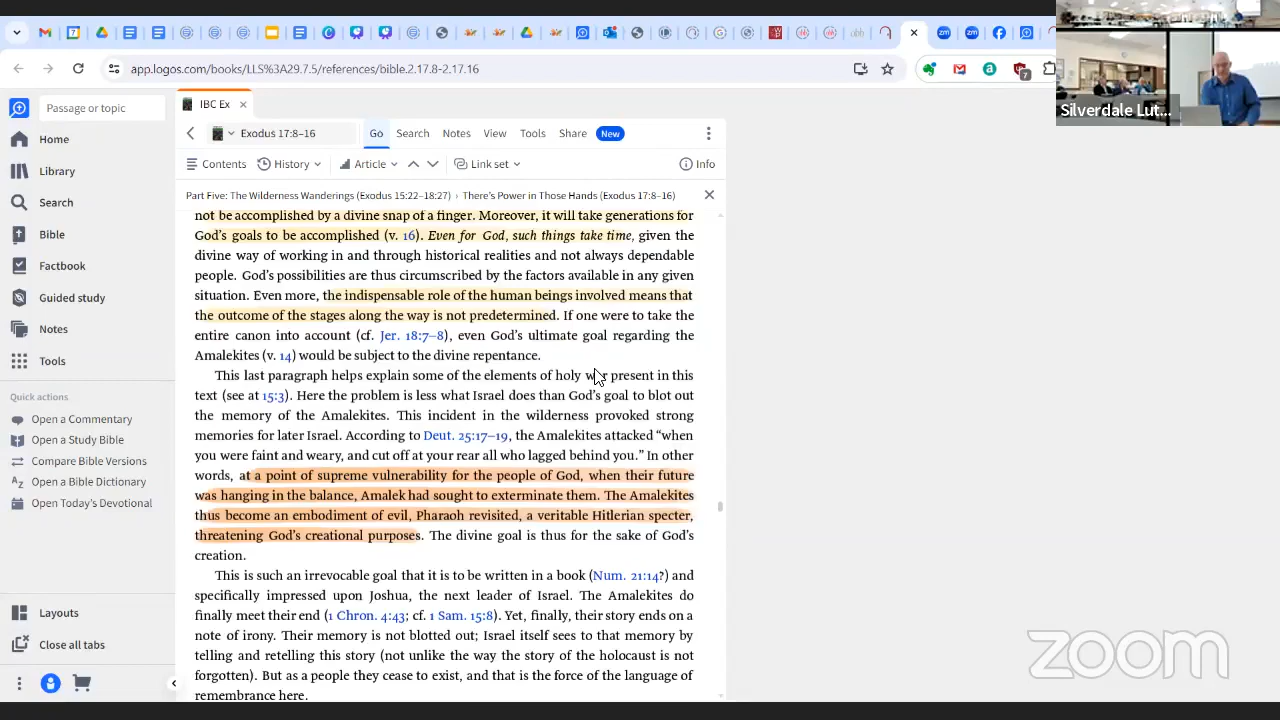 app.logos.com/books/LLS%3A29.7.5/references/bible.2.17.8-2.17.16
7
Silverdale Lut...
Passage or topic
Home
Library
Search
Bible
Factbook
Guided study
Notes
Tools
Quick actions
Open a Commentary
Open a Study Bible
Compare Bible Versions
Open a Bible Dictionary
Open Today's Devotional
Layouts
Close all tabs
IBC Ex
Exodus 17:8–16
Go
Search
Notes
View
Tools
Share
New
Contents
History
Article
Link set
Info
Part Five: The Wilderness Wanderings (Exodus 15:22–18:27) › There's Power in Those Hands (Exodus 17:8–16)
not be accomplished by a divine snap of a finger. Moreover, it will take generations for
God's goals to be accomplished (v. 16). Even for God, such things take time, given the
divine way of working in and through historical realities and not always dependable
people. God's possibilities are thus circumscribed by the factors available in any given
situation. Even more, the indispensable role of the human beings involved means that
the outcome of the stages along the way is not predetermined. If one were to take the
entire canon into account (cf. Jer. 18:7–8), even God's ultimate goal regarding the
Amalekites (v. 14) would be subject to the divine repentance.
This last paragraph helps explain some of the elements of holy war present in this
text (see at 15:3). Here the problem is less what Israel does than God's goal to blot out
the memory of the Amalekites. This incident in the wilderness provoked strong
memories for later Israel. According to Deut. 25:17–19, the Amalekites attacked “when
you were faint and weary, and cut off at your rear all who lagged behind you.” In other
words, at a point of supreme vulnerability for the people of God, when their future
was hanging in the balance, Amalek had sought to exterminate them. The Amalekites
thus become an embodiment of evil, Pharaoh revisited, a veritable Hitlerian specter,
threatening God's creational purposes. The divine goal is thus for the sake of God's
creation.
This is such an irrevocable goal that it is to be written in a book (Num. 21:14?) and
specifically impressed upon Joshua, the next leader of Israel. The Amalekites do
finally meet their end (1 Chron. 4:43; cf. 1 Sam. 15:8). Yet, finally, their story ends on a
note of irony. Their memory is not blotted out; Israel itself sees to that memory by
telling and retelling this story (not unlike the way the story of the holocaust is not
forgotten). But as a people they cease to exist, and that is the force of the language of
remembrance here.
zoom